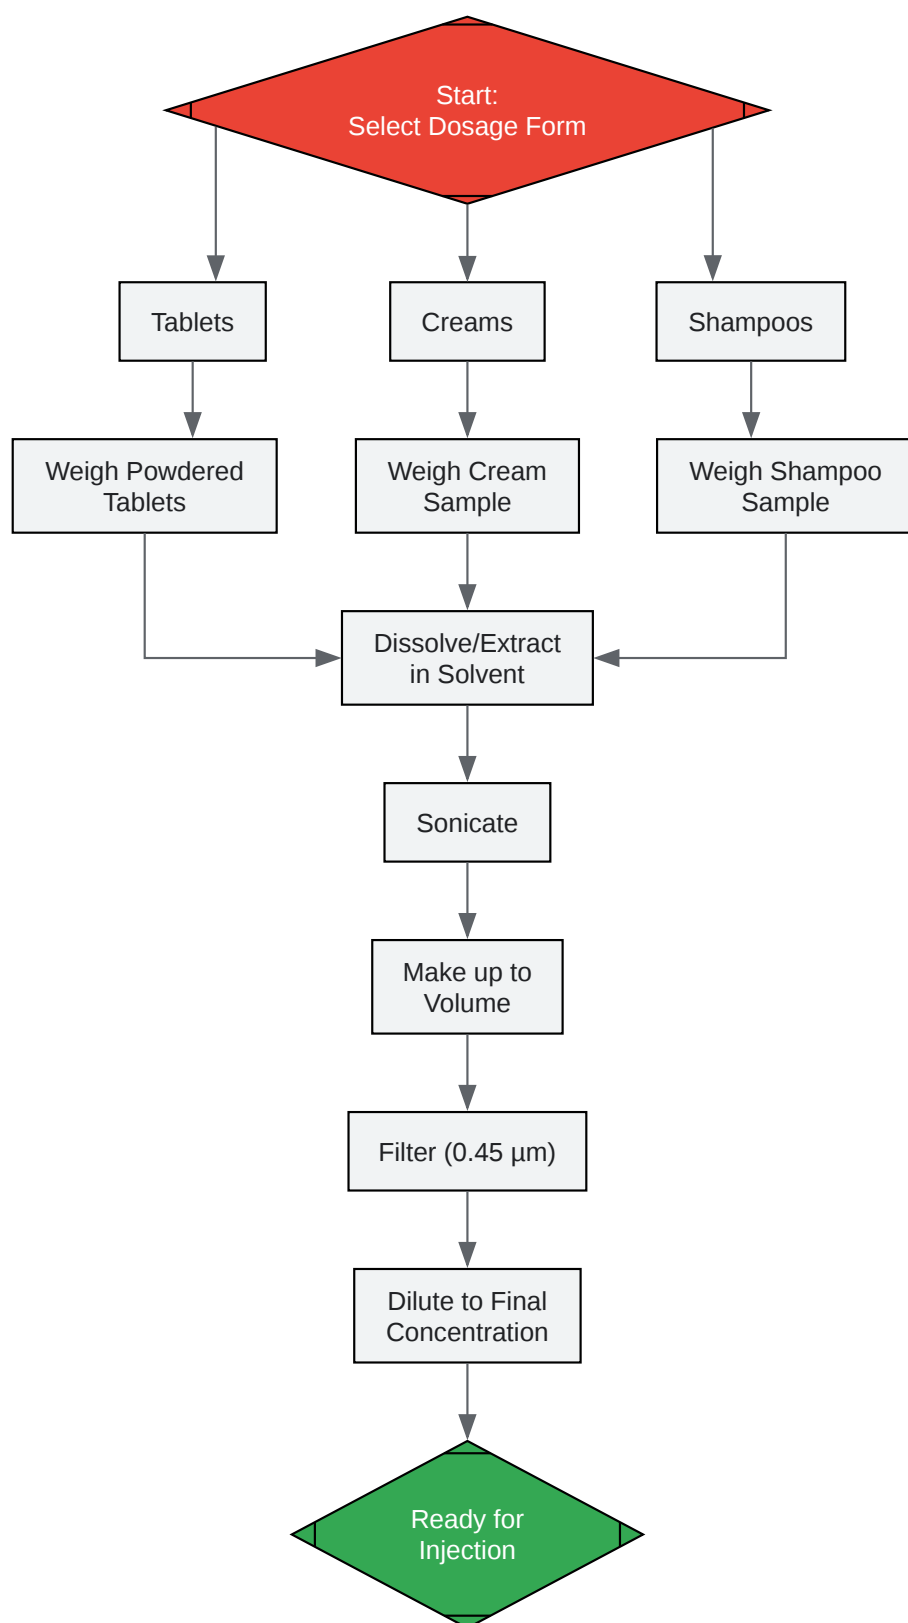 Start:
Select Dosage Form
Tablets
Creams
Shampoos
Weigh Powdered
Tablets
Weigh Cream
Sample
Weigh Shampoo
Sample
Dissolve/Extract
in Solvent
Sonicate
Make up to
Volume
Filter (0.45 µm)
Dilute to Final
Concentration
Ready for
Injection